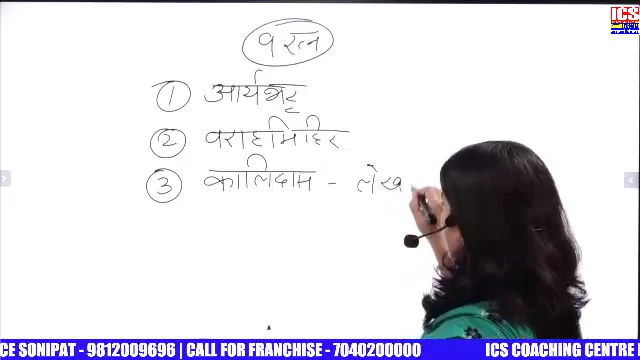 ICS
९ रत्न
① आर्यभट्ट
② वराहमिहिर
③ कालिदास - लेख
CE SONIPAT - 9812009696 | CALL FOR FRANCHISE - 7040200000 ICS COACHING CENTRE